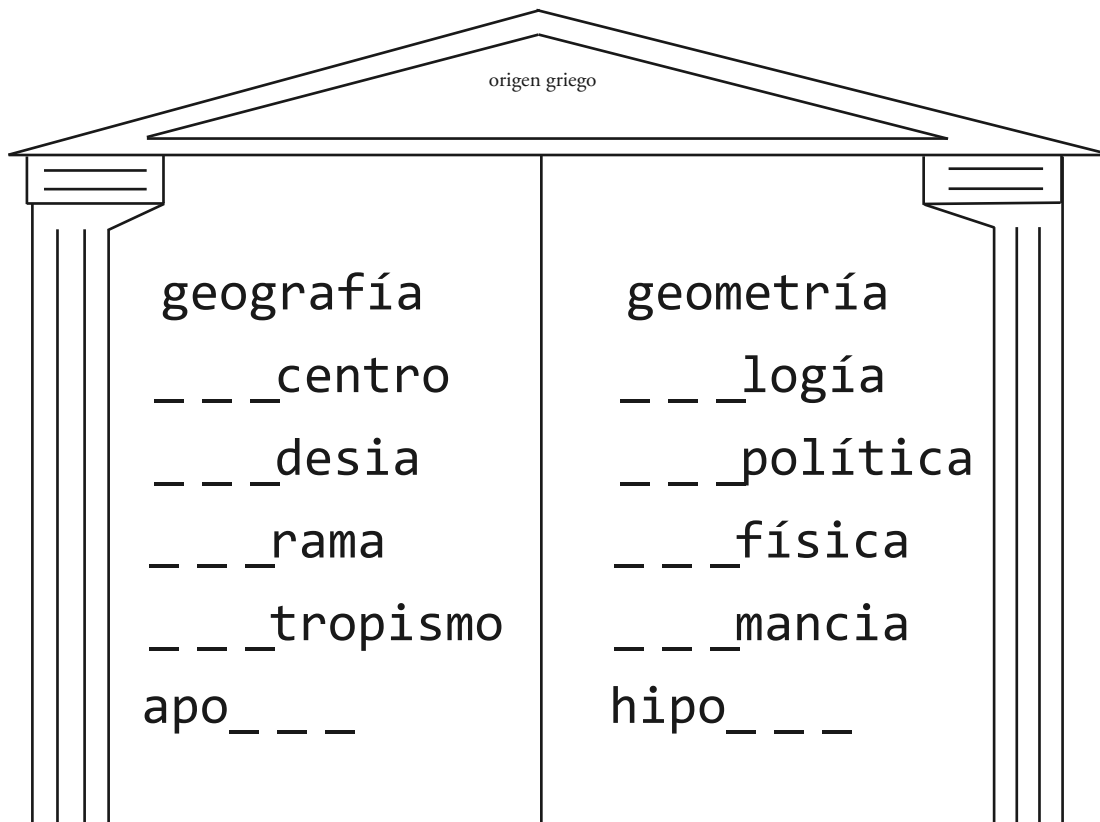 origen griego
geografía
_ _ _centro
_ _ _desia
_ _ _rama
_ _ _tropismo
apo_ _ _
geometría
_ _ _logía
_ _ _política
_ _ _física
_ _ _mancia
hipo_ _ _